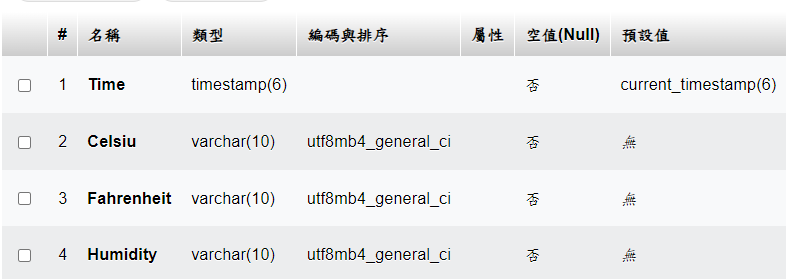 # 名稱 類型 編碼與排序 屬性 空值(Null) 預設值
1 Time timestamp(6) 否 current_timestamp(6)
2 Celsiu varchar(10) utf8mb4_general_ci 否 無
3 Fahrenheit varchar(10) utf8mb4_general_ci 否 無
4 Humidity varchar(10) utf8mb4_general_ci 否 無